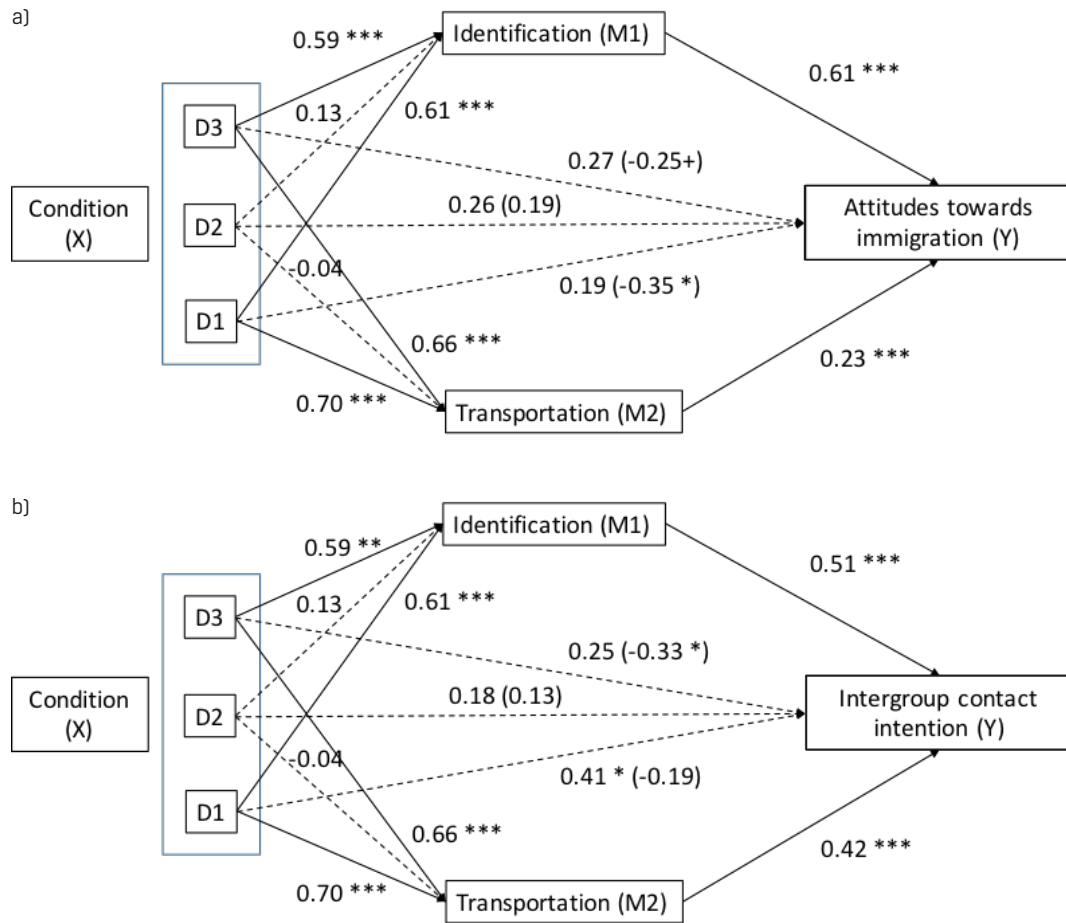 a)
Identification (M1)
0.59 ***
0.61 ***
0.13
0.61 ***
D3
0.27 (-0.25+)
Condition
(X)
D2
0.26 (0.19)
Attitudes towards
immigration (Y)
-0.04
0.19 (-0.35 *)
D1
0.66 ***
0.23 ***
0.70 ***
Transportation (M2)
b)
Identification (M1)
0.59 **
0.51 ***
0.13
0.61 ***
D3
0.25 (-0.33 *)
Condition
(X)
D2
0.18 (0.13)
Intergroup contact
intention (Y)
-0.04
0.41 * (-0.19)
D1
0.66 ***
0.42 ***
0.70 ***
Transportation (M2)